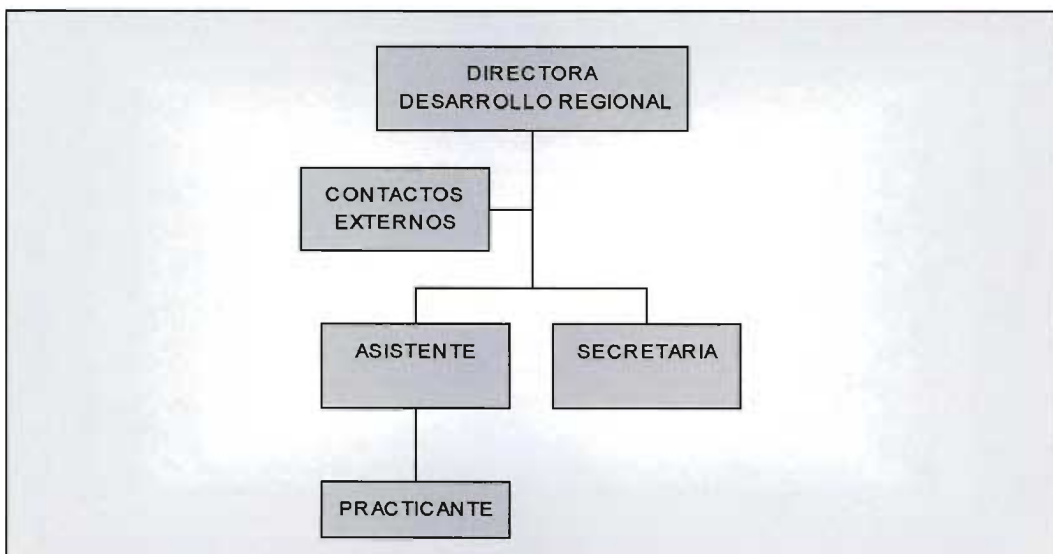 DIRECTORA
DESARROLLO REGIONAL
CONTACTOS
EXTERNOS
ASISTENTE
SECRETARIA
PRACTICANTE